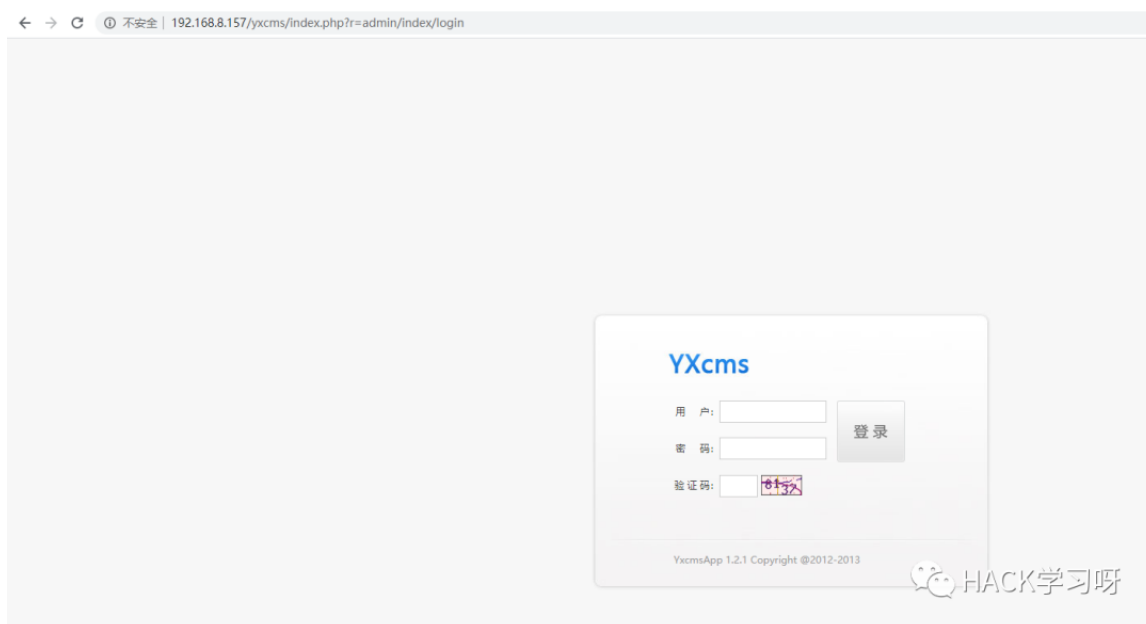 不安全 | 192.168.8.157/yxcms/index.php?r=admin/index/login
YXcms
用 户:
登 录
密 码:
验证码:
YxcmsApp 1.2.1 Copyright @2012-2013
HACK学习呀